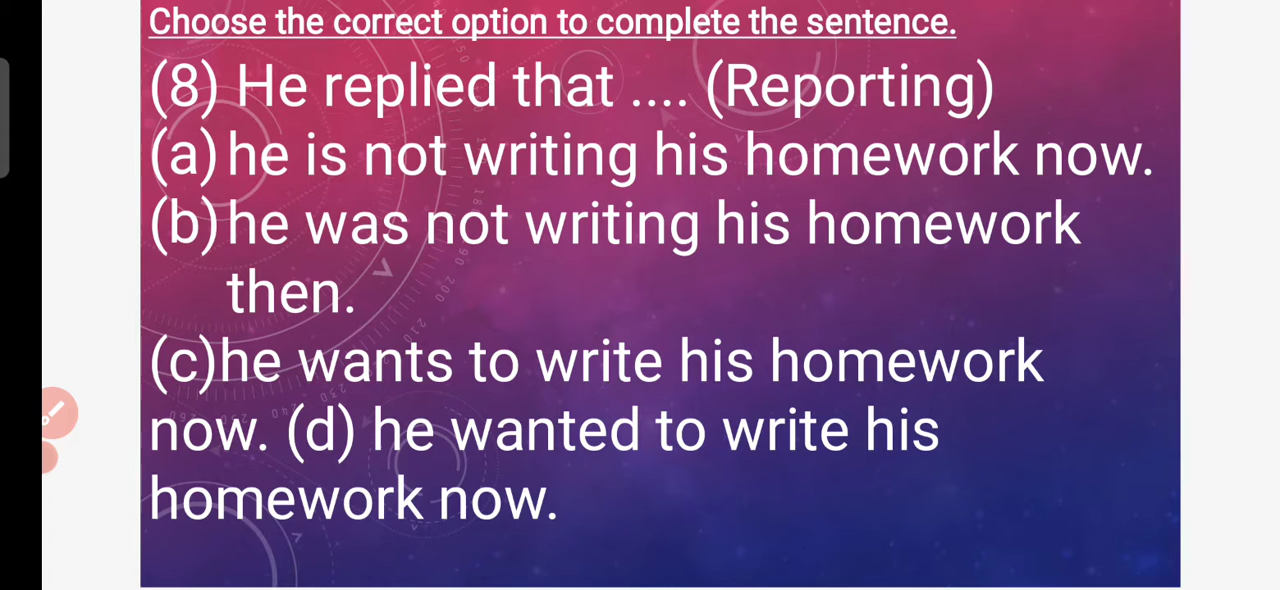 Choose the correct option to complete the sentence.
(8) He replied that .... (Reporting)
(a) he is not writing his homework now.
(b) he was not writing his homework
then.
(c)he wants to write his homework
now. (d) he wanted to write his
homework now.